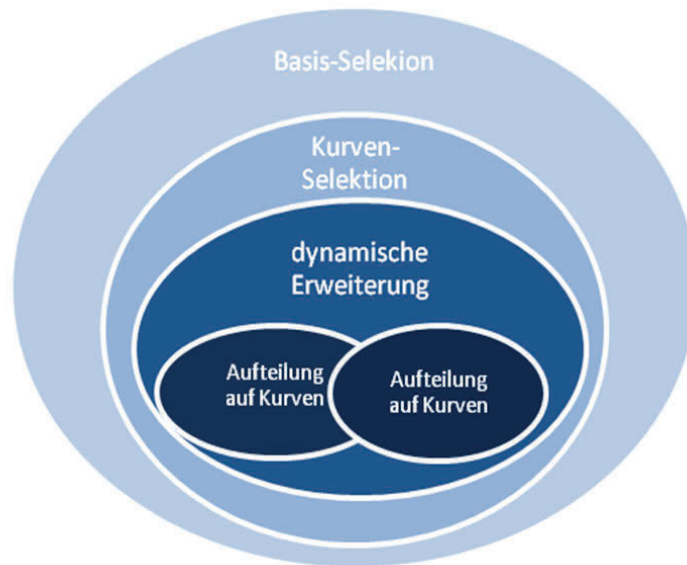 Basis-Selekion
Kurven-
Selektion
dynamische
Erweiterung
Aufteilung
auf Kurven
Aufteilung
auf Kurven